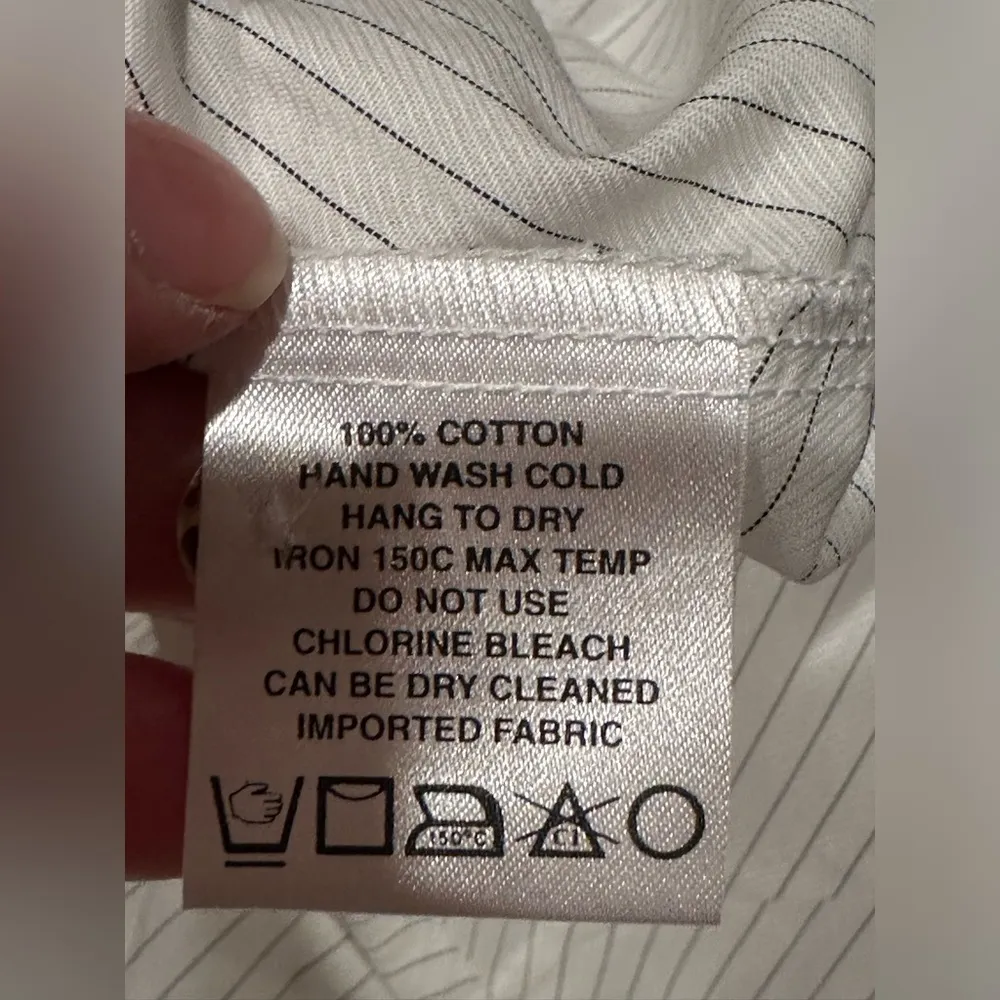 100% COTTON
HAND WASH COLD
HANG TO DRY
IRON 150C MAX TEMP
DO NOT USE
CHLORINE BLEACH
CAN BE DRY CLEANED
IMPORTED FABRIC
150°C CI